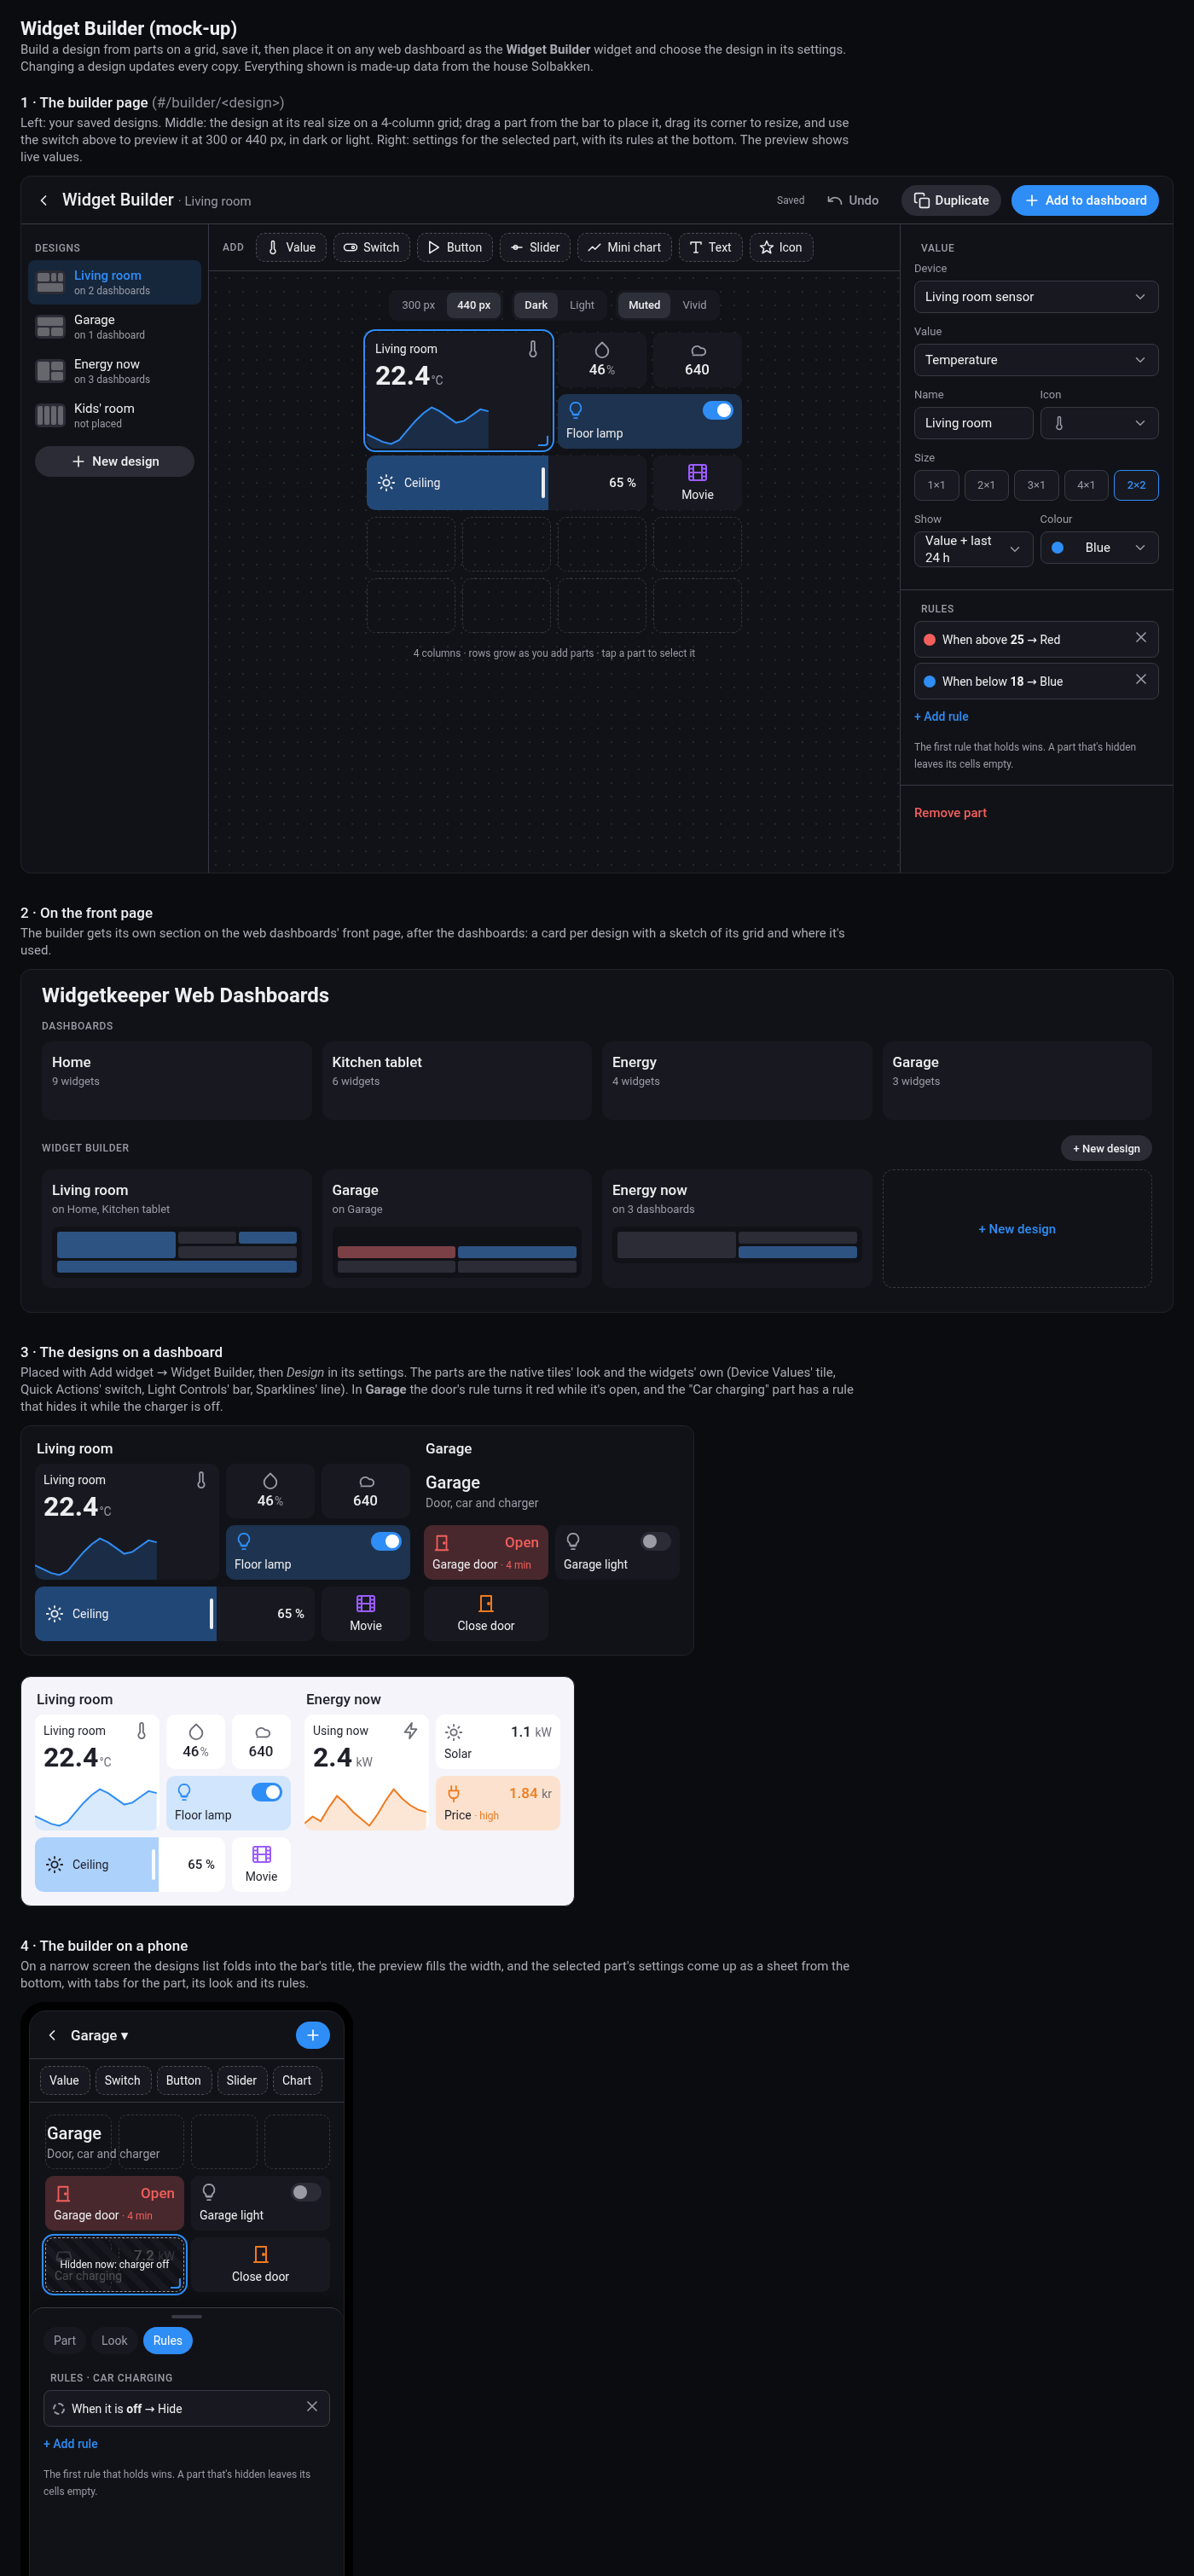 Widget Builder (mock-up)
Build a design from parts on a grid, save it, then place it on any web dashboard as the Widget Builder widget and choose the design in its settings.
Changing a design updates every copy. Everything shown is made-up data from the house Solbakken.
1 · The builder page (#/builder/<design>)
Left: your saved designs. Middle: the design at its real size on a 4-column grid; drag a part from the bar to place it, drag its corner to resize, and use
the switch above to preview it at 300 or 440 px, in dark or light. Right: settings for the selected part, with its rules at the bottom. The preview shows
live values.
Widget Builder · Living room
Saved
Undo
Duplicate
Add to dashboard
DESIGNS
Living room
on 2 dashboards
Garage
on 1 dashboard
Energy now
on 3 dashboards
Kids' room
not placed
New design
ADD
Value
Switch
Button
Slider
Mini chart
Text
Icon
300 px
440 px
Dark
Light
Muted
Vivid
Living room
22.4°C
46%
640
Floor lamp
Ceiling
65 %
Movie
4 columns · rows grow as you add parts · tap a part to select it
VALUE
Device
Living room sensor
Value
Temperature
Name
Icon
Living room
Size
1×1
2×1
3×1
4×1
2×2
Show
Colour
Value + last
24 h
Blue
RULES
When above 25 → Red
When below 18 → Blue
+ Add rule
The first rule that holds wins. A part that's hidden
leaves its cells empty.
Remove part
2 · On the front page
The builder gets its own section on the web dashboards' front page, after the dashboards: a card per design with a sketch of its grid and where it's
used.
Widgetkeeper Web Dashboards
DASHBOARDS
Home
9 widgets
Kitchen tablet
6 widgets
Energy
4 widgets
Garage
3 widgets
WIDGET BUILDER
+ New design
Living room
on Home, Kitchen tablet
Garage
on Garage
Energy now
on 3 dashboards
+ New design
3 · The designs on a dashboard
Placed with Add widget → Widget Builder, then Design in its settings. The parts are the native tiles' look and the widgets' own (Device Values' tile,
Quick Actions' switch, Light Controls' bar, Sparklines' line). In Garage the door's rule turns it red while it's open, and the "Car charging" part has a rule
that hides it while the charger is off.
Living room
Living room
22.4°C
46%
640
Floor lamp
Ceiling
65 %
Movie
Garage
Garage
Door, car and charger
Open
Garage door · 4 min
Garage light
Close door
Living room
Living room
22.4°C
46%
640
Floor lamp
Ceiling
65 %
Movie
Energy now
Using now
2.4 kW
1.1 kW
Solar
1.84 kr
Price · high
4 · The builder on a phone
On a narrow screen the designs list folds into the bar's title, the preview fills the width, and the selected part's settings come up as a sheet from the
bottom, with tabs for the part, its look and its rules.
Garage ▾
Value
Switch
Button
Slider
Chart
Garage
Door, car and charger
Open
Garage door · 4 min
Garage light
7.2 kW
Hidden now: charger off
Car charging
Close door
Part
Look
Rules
RULES · CAR CHARGING
When it is off → Hide
+ Add rule
The first rule that holds wins. A part that's hidden leaves its
cells empty.